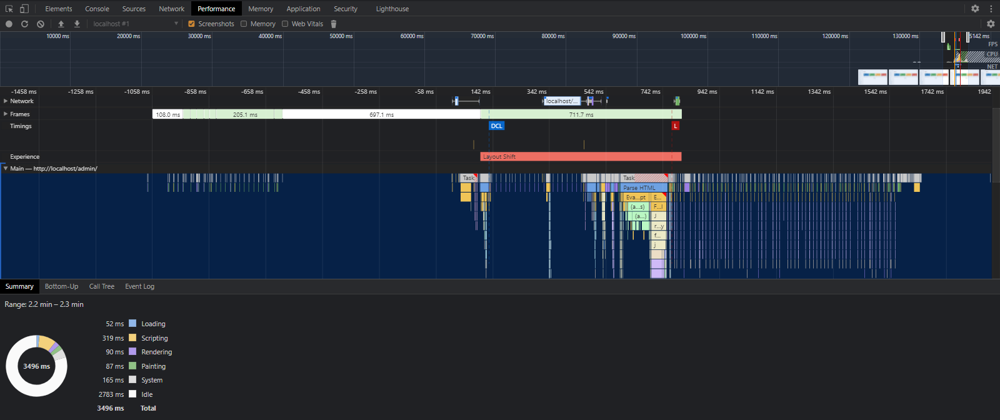 Elements Console Sources Network Performance Memory Application Security Lighthouse
localhost #1 Screenshots Memory Web Vitals
10000 ms 20000 ms 30000 ms 40000 ms 50000 ms 60000 ms 70000 ms 80000 ms 90000 ms 100000 ms 110000 ms 120000 ms 130000 ms 5142 ms
FPS
CPU
NET
-1458 ms -1258 ms -1058 ms -858 ms -658 ms -458 ms -258 ms -58 ms 142 ms 342 ms 542 ms 742 ms 942 ms 1142 ms 1342 ms 1542 ms 1742 ms 1942
Network localhost/...
Frames 108.0 ms 205.1 ms 697.1 ms 711.7 ms
Timings DCL L
Experience Layout Shift
Main — http://localhost/admin/
Task Task
Parse HTML
Eva...pt E...
(a...s) F...l
(a...) J
r...y
f...
j
Summary Bottom-Up Call Tree Event Log
Range: 2.2 min – 2.3 min
52 ms Loading
319 ms Scripting
90 ms Rendering
3496 ms 87 ms Painting
165 ms System
2783 ms Idle
3496 ms Total